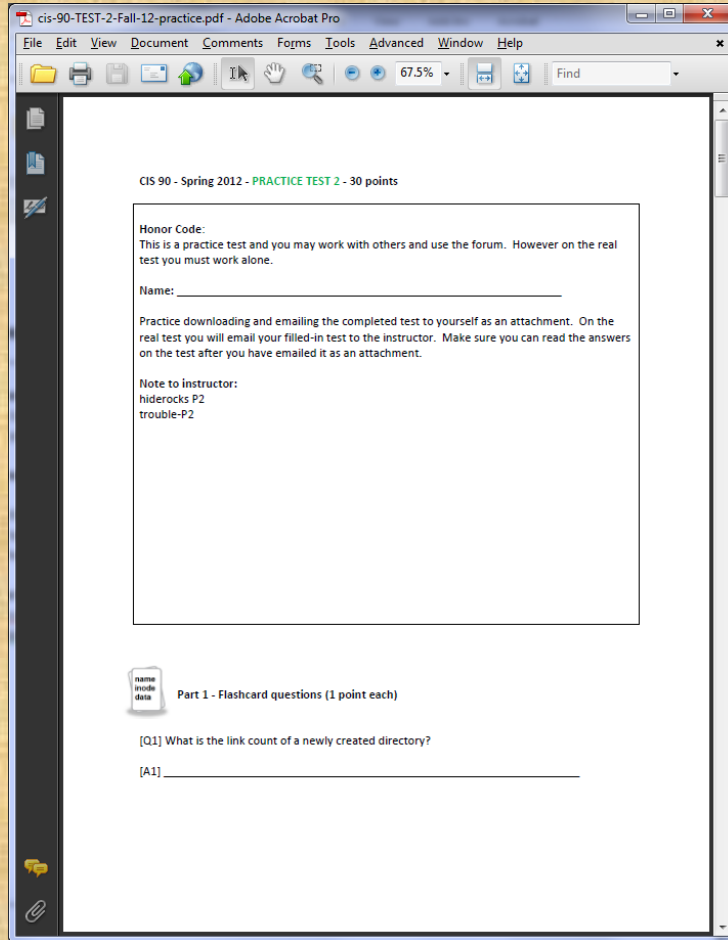 cis-90-TEST-2-Fall-12-practice.pdf - Adobe Acrobat Pro
File Edit View Document Comments Forms Tools Advanced Window Help
67.5% Find
CIS 90 - Spring 2012 - PRACTICE TEST 2 - 30 points
Honor Code:
This is a practice test and you may work with others and use the forum. However on the real
test you must work alone.
Name: 
Practice downloading and emailing the completed test to yourself as an attachment. On the
real test you will email your filled-in test to the instructor. Make sure you can read the answers
on the test after you have emailed it as an attachment.
Note to instructor:
hiderocks P2
trouble-P2
name
inode
data
Part 1 - Flashcard questions (1 point each)
[Q1] What is the link count of a newly created directory?
[A1]